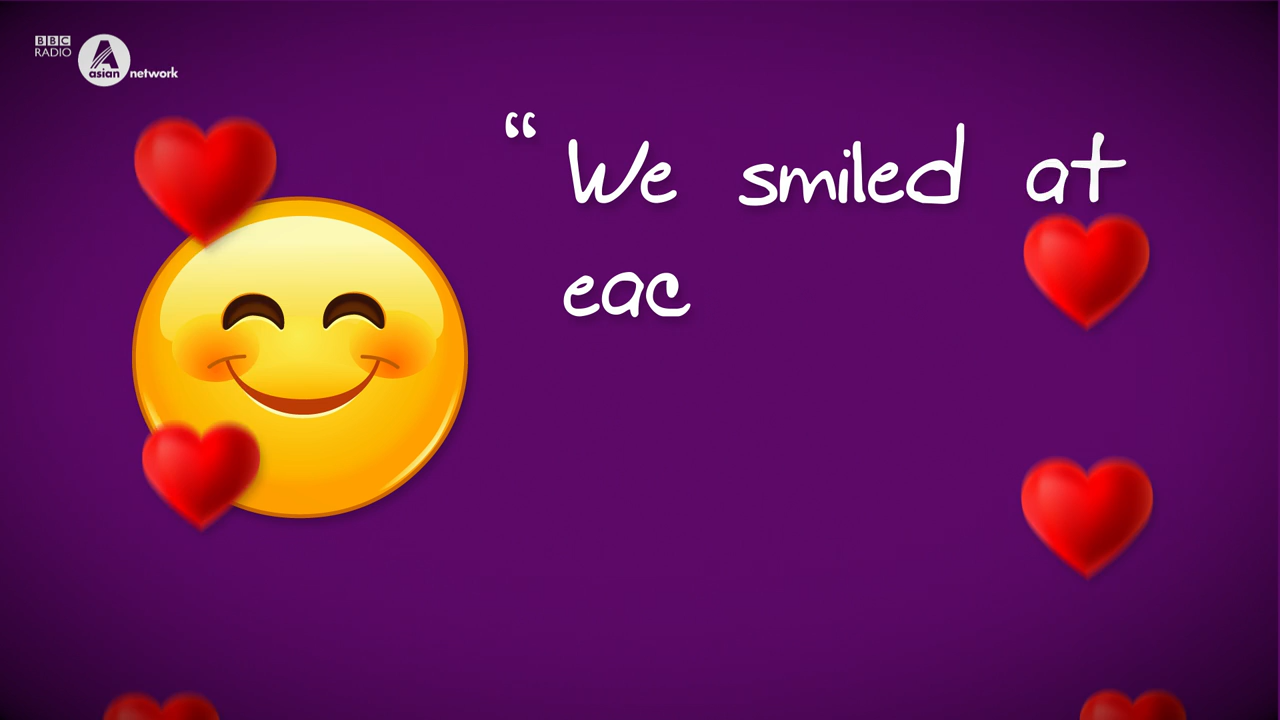 BBC
RADIO
asian network
“ We smiled at
eac